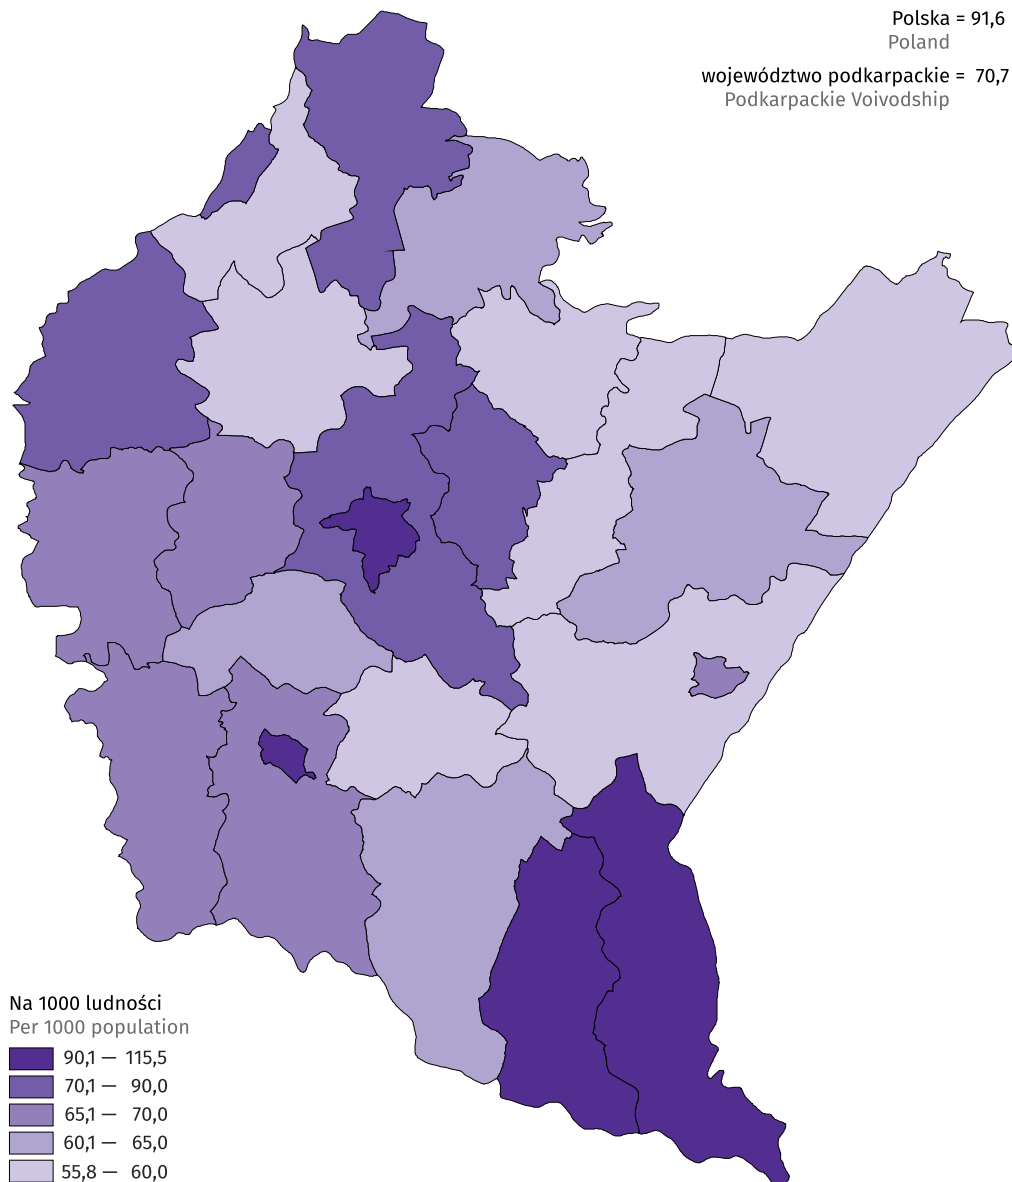 Polska = 91,6
Poland
województwo podkarpackie = 70,7
Podkarpackie Voivodship
Na 1000 ludności
Per 1000 population
90,1 — 115,5
70,1 — 90,0
65,1 — 70,0
60,1 — 65,0
55,8 — 60,0